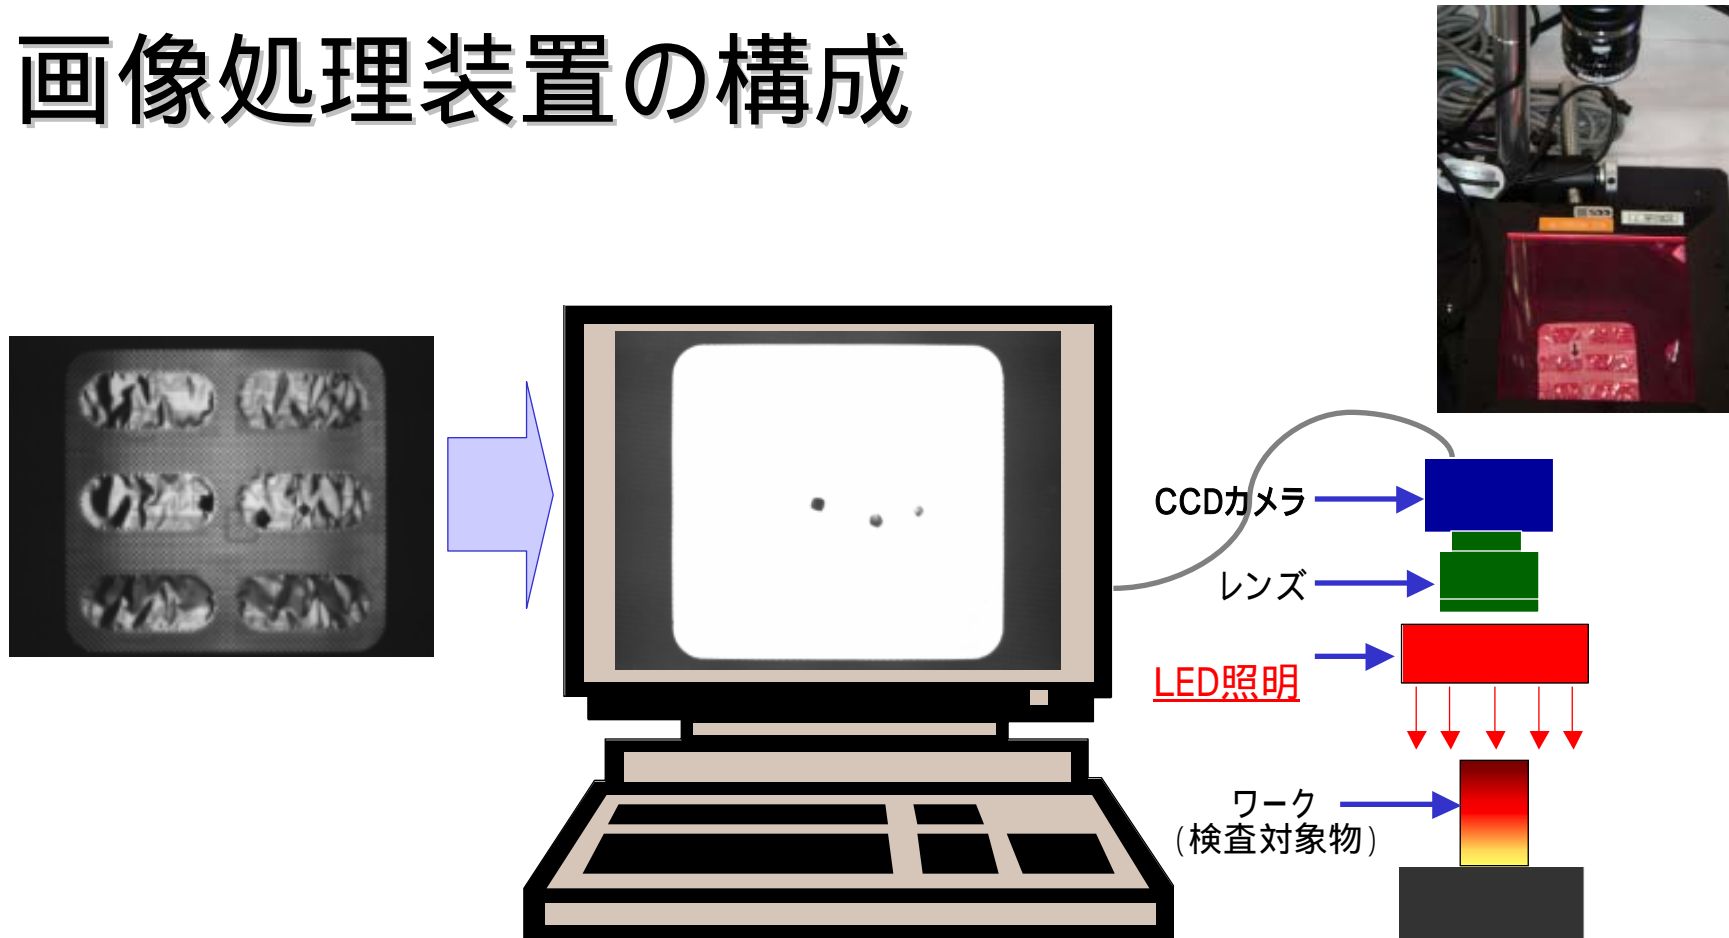 画像処理装置の構成
CCDカメラ
レンズ
LED照明
ワーク
(検査対象物)